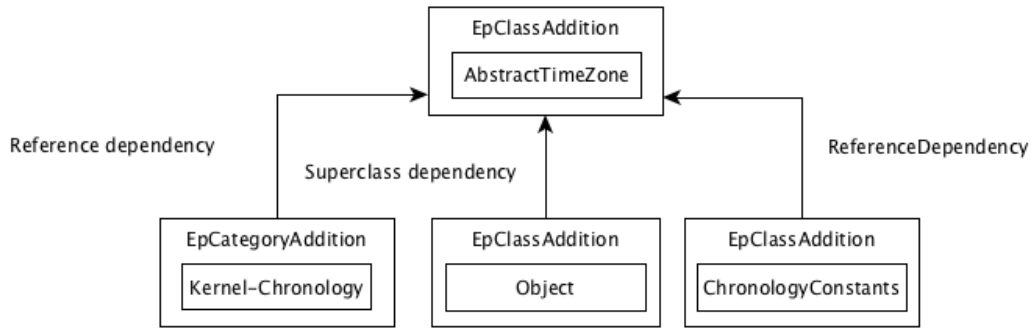 EpClassAddition
AbstractTimeZone
Reference dependency
ReferenceDependency
Superclass dependency
EpCategoryAddition
Kernel-Chronology
EpClassAddition
Object
EpClassAddition
ChronologyConstants